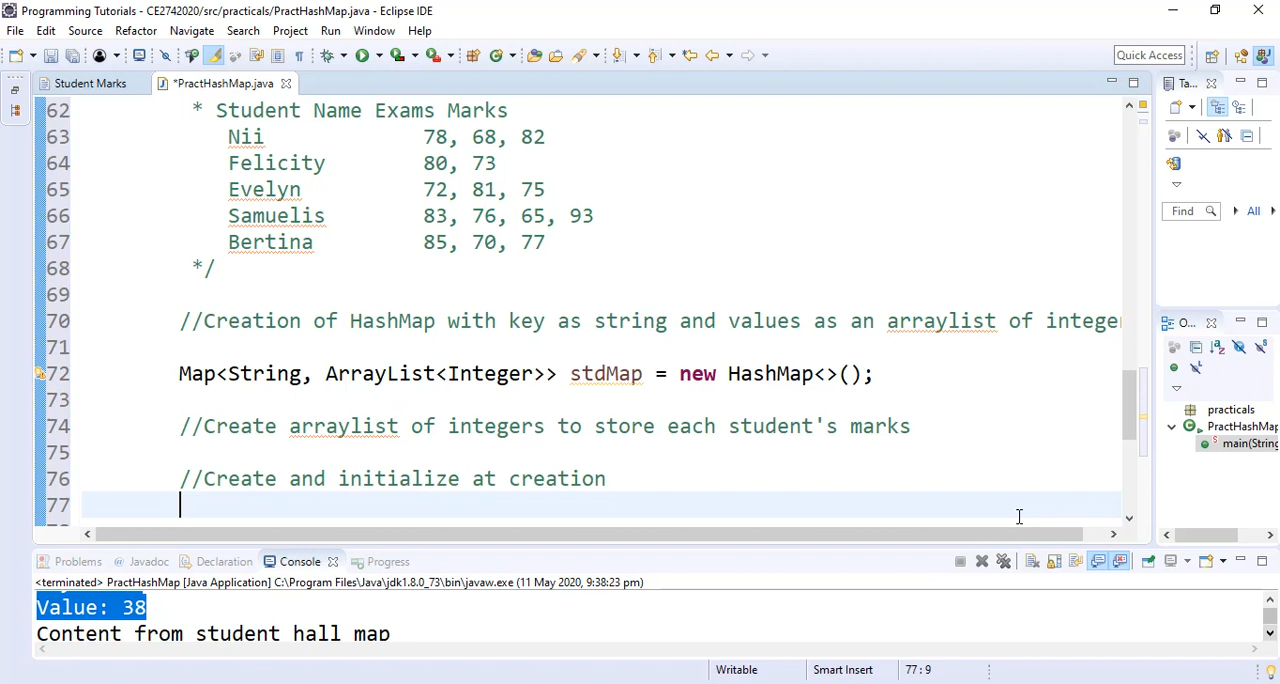 Programming Tutorials - CE2742020/src/practicals/PractHashMap.java - Eclipse IDE
File Edit Source Refactor Navigate Search Project Run Window Help
Quick Access
Student Marks *PractHashMap.java Ta...
62 * Student Name Exams Marks
63 Nii 78, 68, 82
64 Felicity 80, 73
65 Evelyn 72, 81, 75
66 Samuelis 83, 76, 65, 93
67 Bertina 85, 70, 77
68 */
69
70 //Creation of HashMap with key as string and values as an arraylist of intege
71
72 Map<String, ArrayList<Integer>> stdMap = new HashMap<>();
73
74 //Create arraylist of integers to store each student's marks
75
76 //Create and initialize at creation
77
Find All
O...
practicals
PractHashMap
main(String
Problems Javadoc Declaration Console Progress
<terminated> PractHashMap [Java Application] C:\Program Files\Java\jdk1.8.0_73\bin\javaw.exe (11 May 2020, 9:38:23 pm)
Value: 38
Content from student hall map
Writable Smart Insert 77 : 9